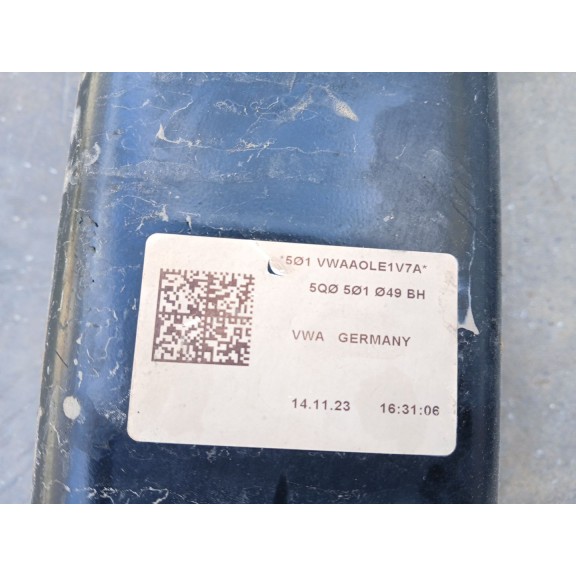 *5Ø1 VWAAOLE1V7A*
5QØ 5Ø1 Ø49 BH
VWA GERMANY
14.11.23 16:31:06